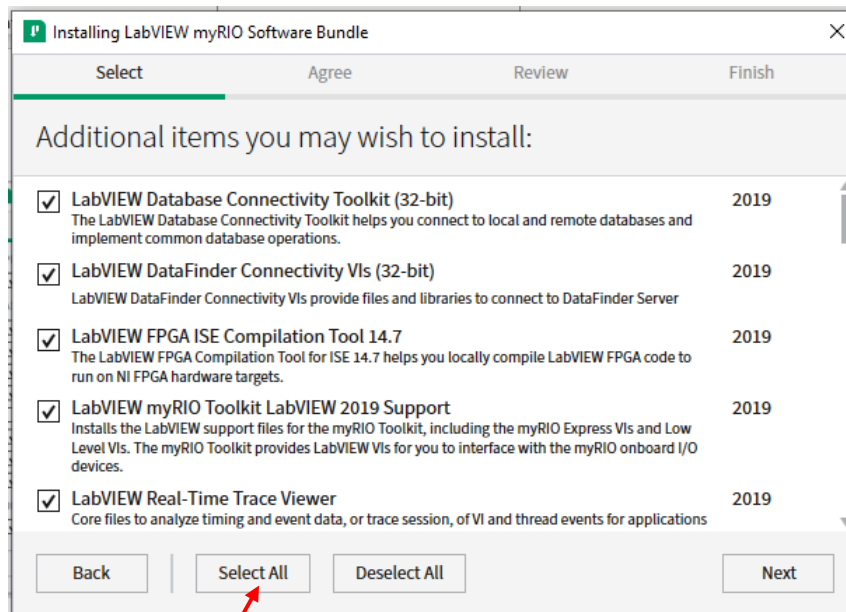 Installing LabVIEW myRIO Software Bundle
Select Agree Review Finish
Additional items you may wish to install:
LabVIEW Database Connectivity Toolkit (32-bit) 2019
The LabVIEW Database Connectivity Toolkit helps you connect to local and remote databases and
implement common database operations.
LabVIEW DataFinder Connectivity VIs (32-bit) 2019
LabVIEW DataFinder Connectivity VIs provide files and libraries to connect to DataFinder Server
LabVIEW FPGA ISE Compilation Tool 14.7 2019
The LabVIEW FPGA Compilation Tool for ISE 14.7 helps you locally compile LabVIEW FPGA code to
run on NI FPGA hardware targets.
LabVIEW myRIO Toolkit LabVIEW 2019 Support 2019
Installs the LabVIEW support files for the myRIO Toolkit, including the myRIO Express VIs and Low
Level VIs. The myRIO Toolkit provides LabVIEW VIs for you to interface with the myRIO onboard I/O
devices.
LabVIEW Real-Time Trace Viewer 2019
Core files to analyze timing and event data, or trace session, of VI and thread events for applications
Back Select All Deselect All Next